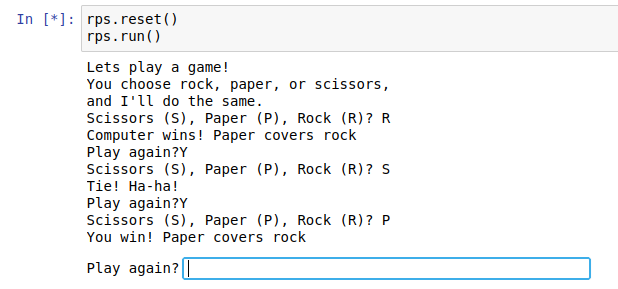 In [*]: rps.reset()
rps.run()
Lets play a game!
You choose rock, paper, or scissors,
and I'll do the same.
Scissors (S), Paper (P), Rock (R)? R
Computer wins! Paper covers rock
Play again?Y
Scissors (S), Paper (P), Rock (R)? S
Tie! Ha-ha!
Play again?Y
Scissors (S), Paper (P), Rock (R)? P
You win! Paper covers rock
Play again?